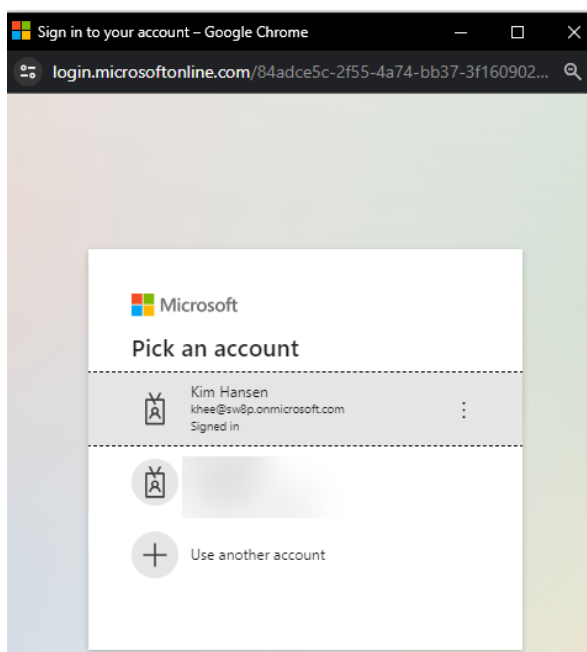 Sign in to your account – Google Chrome
login.microsoftonline.com/84adce5c-2f55-4a74-bb37-3f160902...
Microsoft
Pick an account
Kim Hansen
khee@sw8p.onmicrosoft.com
Signed in
Use another account